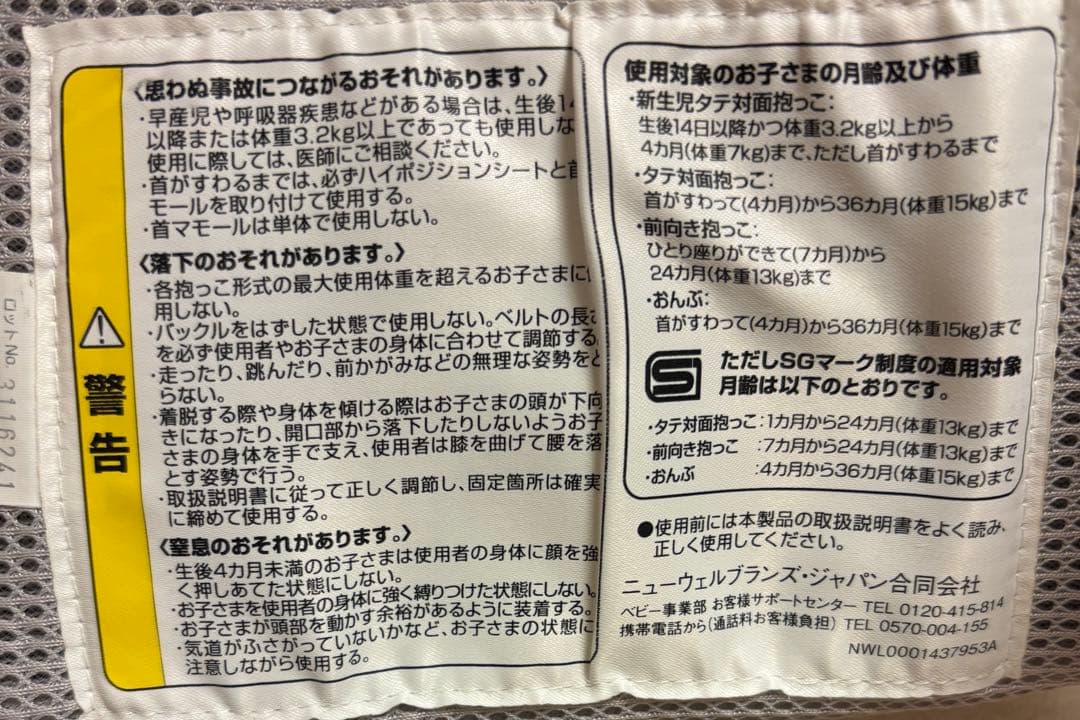 〈思わぬ事故につながるおそれがあります。〉
・早産児や呼吸器疾患などがある場合は、生後14
以降または体重3.2kg以上であっても使用しな
使用に際しては、医師にご相談ください。
・首がすわるまでは、必ずハイポジションシートと首
モールを取り付けて使用する。
・首マモールは単体で使用しない。
〈落下のおそれがあります。〉
・各抱っこ形式の最大使用体重を超えるお子さまに
用しない。
・バックルをはずした状態で使用しない。ベルトの長さ
を必ず使用者やお子さまの身体に合わせて調節する
・走ったり、跳んだり、前かがみなどの無理な姿勢をと
らない。
・着脱する際や身体を傾ける際はお子さまの頭が下向
きになったり、開口部から落下したりしないようお子
さまの身体を手で支え、使用者は膝を曲げて腰を落
とす姿勢で行う。
・取扱説明書に従って正しく調節し、固定箇所は確実
に締めて使用する。
〈窒息のおそれがあります。〉
・生後4カ月未満のお子さまは使用者の身体に顔を強
く押しあてた状態にしない。
・お子さまを使用者の身体に強く縛りつけた状態にしない。
・お子さまが頭部を動かす余裕があるように装着する。
・気道がふさがっていないかなど、お子さまの状態に
注意しながら使用する。
警告
ロットNo. 3116241
使用対象のお子さまの月齢及び体重
・新生児タテ対面抱っこ:
生後14日以降かつ体重3.2kg以上から
4カ月(体重7kg)まで、ただし首がすわるまで
・タテ対面抱っこ:
首がすわって(4カ月)から36カ月(体重15kg)まで
・前向き抱っこ:
ひとり座りができて(7カ月)から
24カ月(体重13kg)まで
・おんぶ:
首がすわって(4カ月)から36カ月(体重15kg)まで
ただしSGマーク制度の適用対象
月齢は以下のとおりです。
・タテ対面抱っこ:1カ月から24カ月(体重13kg)まで
・前向き抱っこ :7カ月から24カ月(体重13kg)まで
・おんぶ :4カ月から36カ月(体重15kg)まで
●使用前には本製品の取扱説明書をよく読み、
正しく使用してください。
ニューウェルブランズ・ジャパン合同会社
ベビー事業部 お客様サポートセンター TEL 0120-415-814
携帯電話から(通話料お客様負担) TEL 0570-004-155
NWL0001437953A